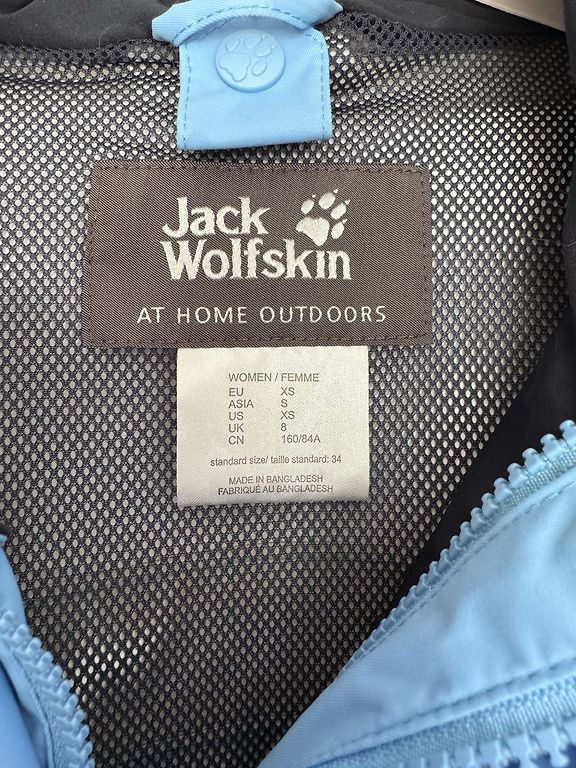 Jack
Wolfskin
AT HOME OUTDOORS
WOMEN / FEMME
EU XS
ASIA S
US XS
UK 8
CN 160/84A
standard size/ taille standard: 34
MADE IN BANGLADESH
FABRIQUÉ AU BANGLADESH